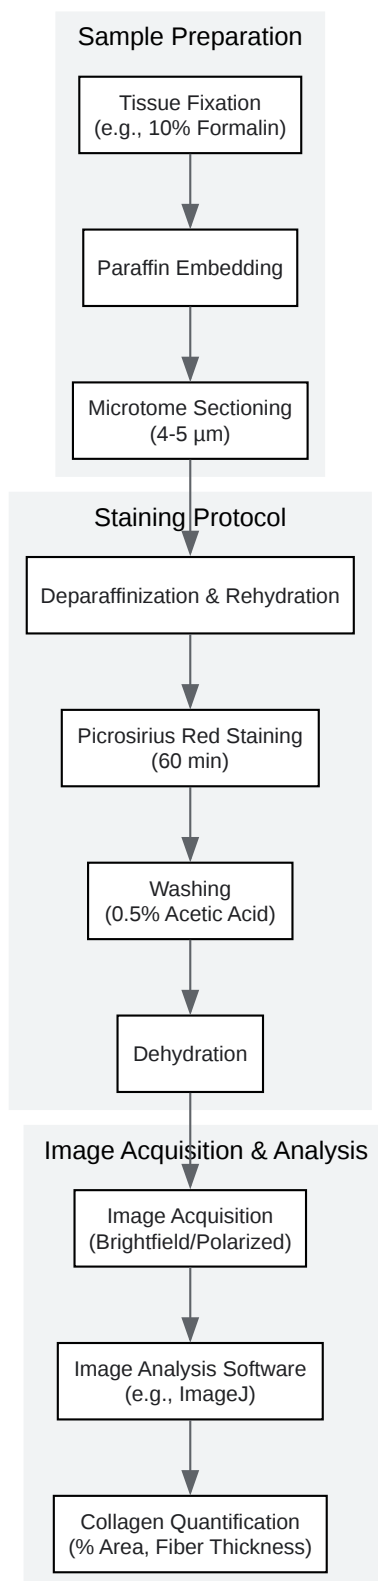 Sample Preparation
Tissue Fixation
(e.g., 10% Formalin)
Paraffin Embedding
Microtome Sectioning
(4-5 µm)
Staining Protocol
Deparaffinization & Rehydration
Picrosirius Red Staining
(60 min)
Washing
(0.5% Acetic Acid)
Dehydration
Image Acquisition & Analysis
Image Acquisition
(Brightfield/Polarized)
Image Analysis Software
(e.g., ImageJ)
Collagen Quantification
(% Area, Fiber Thickness)